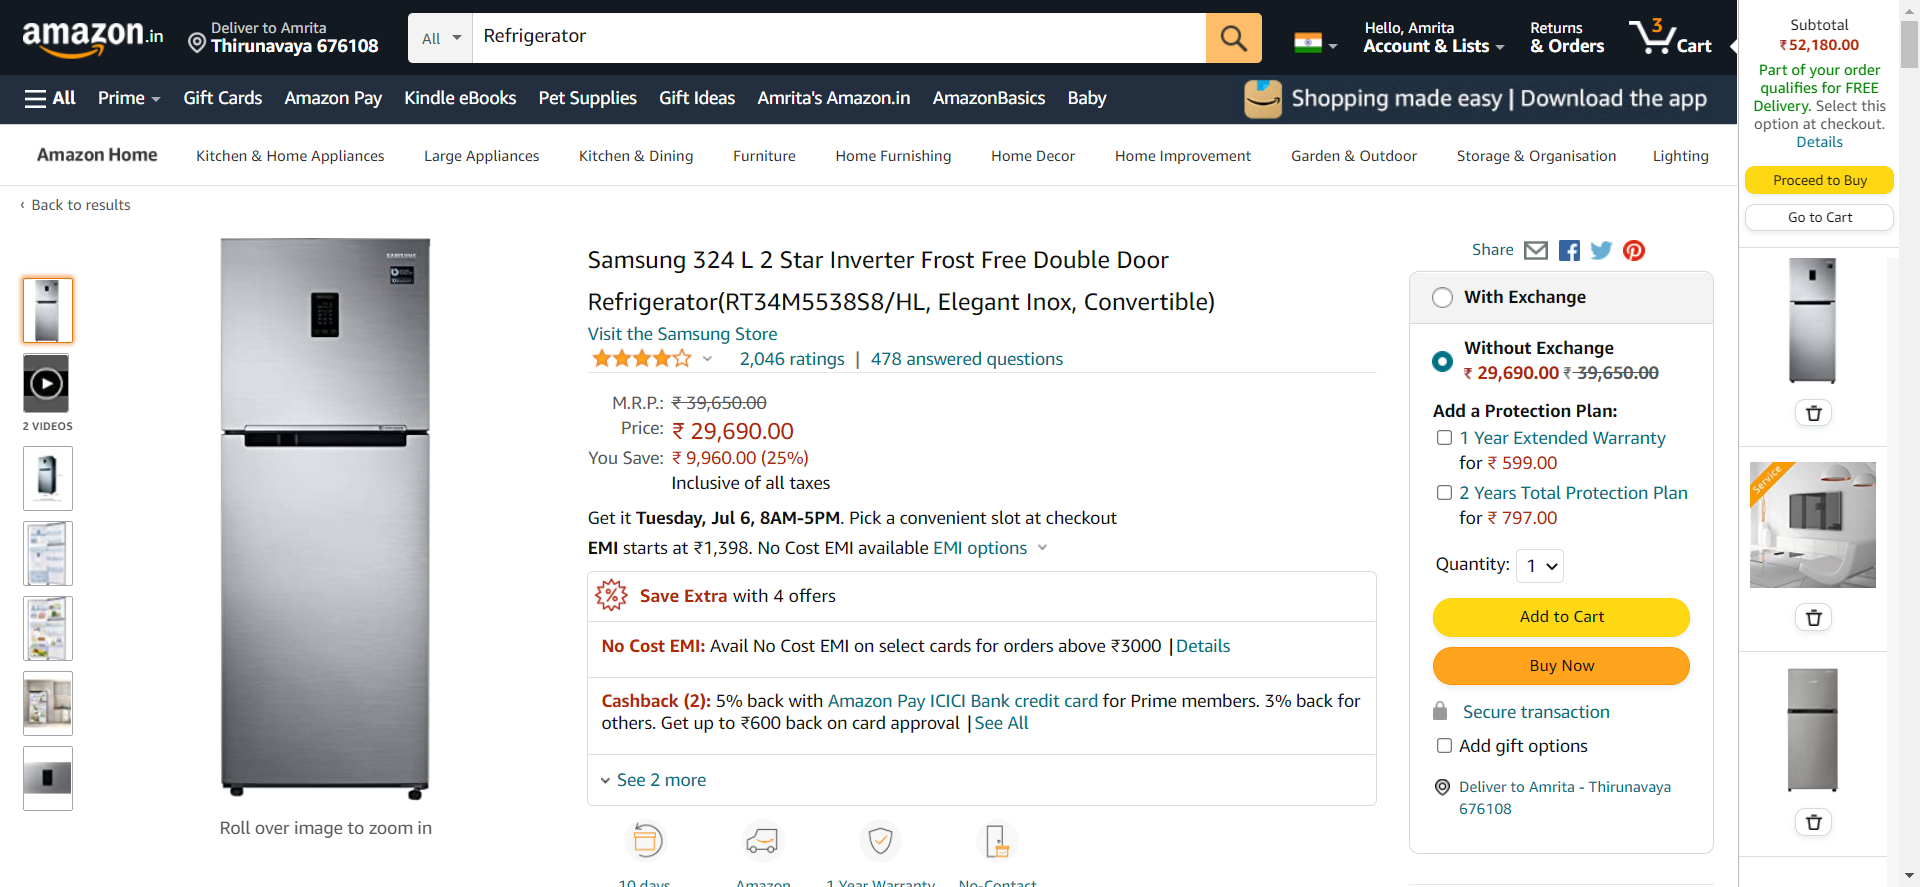 amazon.in
Deliver to Amrita
Thirunavaya 676108
All
Refrigerator
Hello, Amrita
Account & Lists
Returns
& Orders
3
Cart
All
Prime
Gift Cards
Amazon Pay
Kindle eBooks
Pet Supplies
Gift Ideas
Amrita's Amazon.in
AmazonBasics
Baby
Shopping made easy | Download the app
Amazon Home
Kitchen & Home Appliances
Large Appliances
Kitchen & Dining
Furniture
Home Furnishing
Home Decor
Home Improvement
Garden & Outdoor
Storage & Organisation
Lighting
‹ Back to results
2 VIDEOS
SAMSUNG
Roll over image to zoom in
Samsung 324 L 2 Star Inverter Frost Free Double Door
Refrigerator(RT34M5538S8/HL, Elegant Inox, Convertible)
Visit the Samsung Store
2,046 ratings | 478 answered questions
M.R.P.: ₹ 39,650.00
Price: ₹ 29,690.00
You Save: ₹ 9,960.00 (25%)
Inclusive of all taxes
Get it Tuesday, Jul 6, 8AM-5PM. Pick a convenient slot at checkout
EMI starts at ₹1,398. No Cost EMI available EMI options
Save Extra with 4 offers
No Cost EMI: Avail No Cost EMI on select cards for orders above ₹3000 | Details
Cashback (2): 5% back with Amazon Pay ICICI Bank credit card for Prime members. 3% back for
others. Get up to ₹600 back on card approval | See All
See 2 more
10 days
Amazon
1 Year Warranty
No-Contact
Share
With Exchange
Without Exchange
₹ 29,690.00 ₹ 39,650.00
Add a Protection Plan:
1 Year Extended Warranty
for ₹ 599.00
2 Years Total Protection Plan
for ₹ 797.00
Quantity: 1
Add to Cart
Buy Now
Secure transaction
Add gift options
Deliver to Amrita - Thirunavaya
676108
Subtotal
₹52,180.00
Part of your order
qualifies for FREE
Delivery. Select this
option at checkout.
Details
Proceed to Buy
Go to Cart
Service